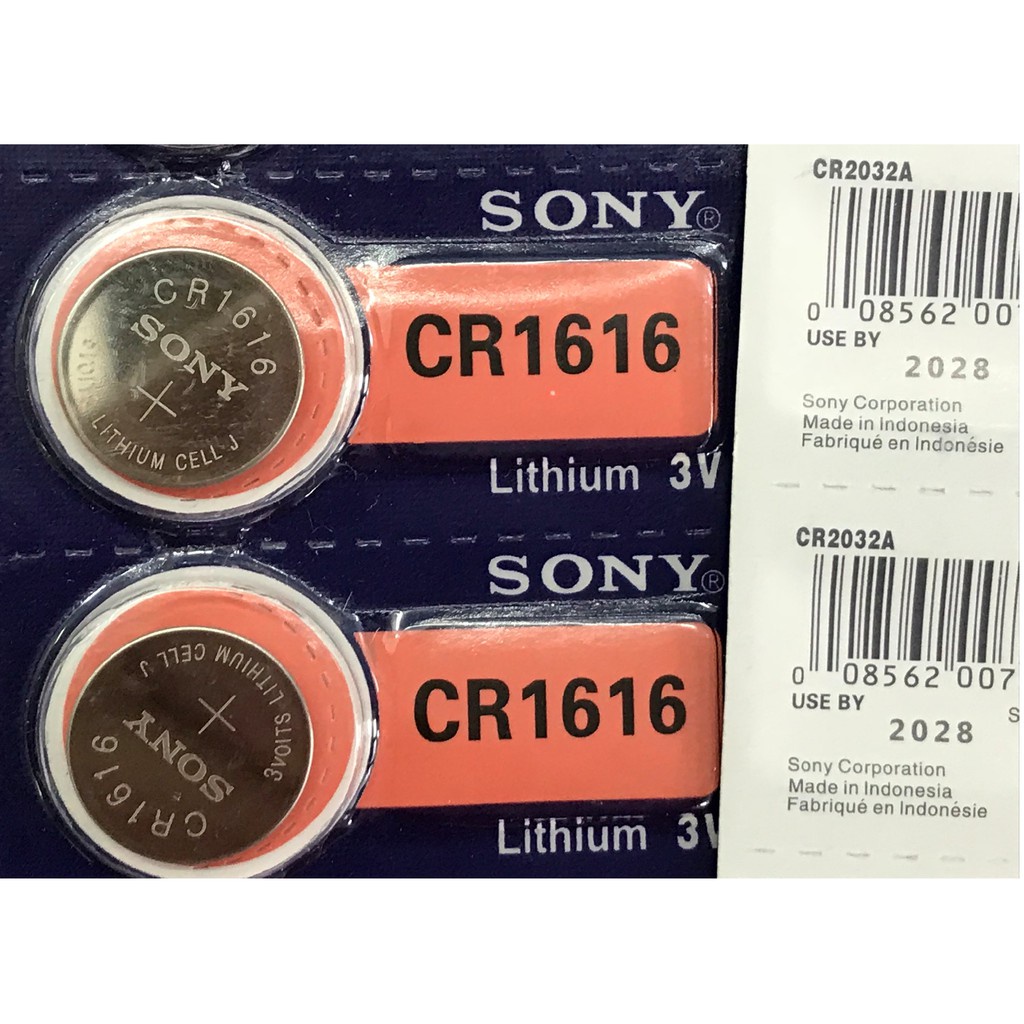 SONY®
CR1616
SONY
+
LITHIUM CELL J
CR1616
Lithium 3V
SONY®
CR1616
SONY
+
3VOLTS LITHIUM CELL J
CR1616
Lithium 3V
CR2032A
0 08562 00
USE BY
2028
Sony Corporation
Made in Indonesia
Fabriqué en Indonésie
CR2032A
0 08562 007
USE BY
2028
S
Sony Corporation
Made in Indonesia
Fabriqué en Indonésie